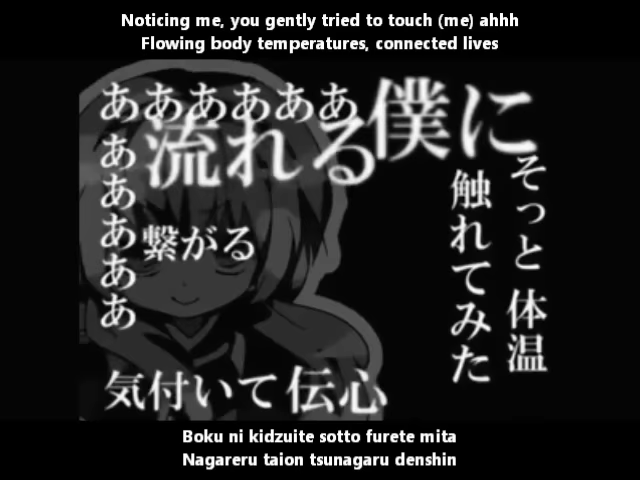 Noticing me, you gently tried to touch (me) ahhh
Flowing body temperatures, connected lives
僕に
気付いて
そっと
触れてみた
ああああああ
あああああ
流れる
体温
繋がる
伝心
Boku ni kidzuite sotto furete mita
Nagareru taion tsunagaru denshin